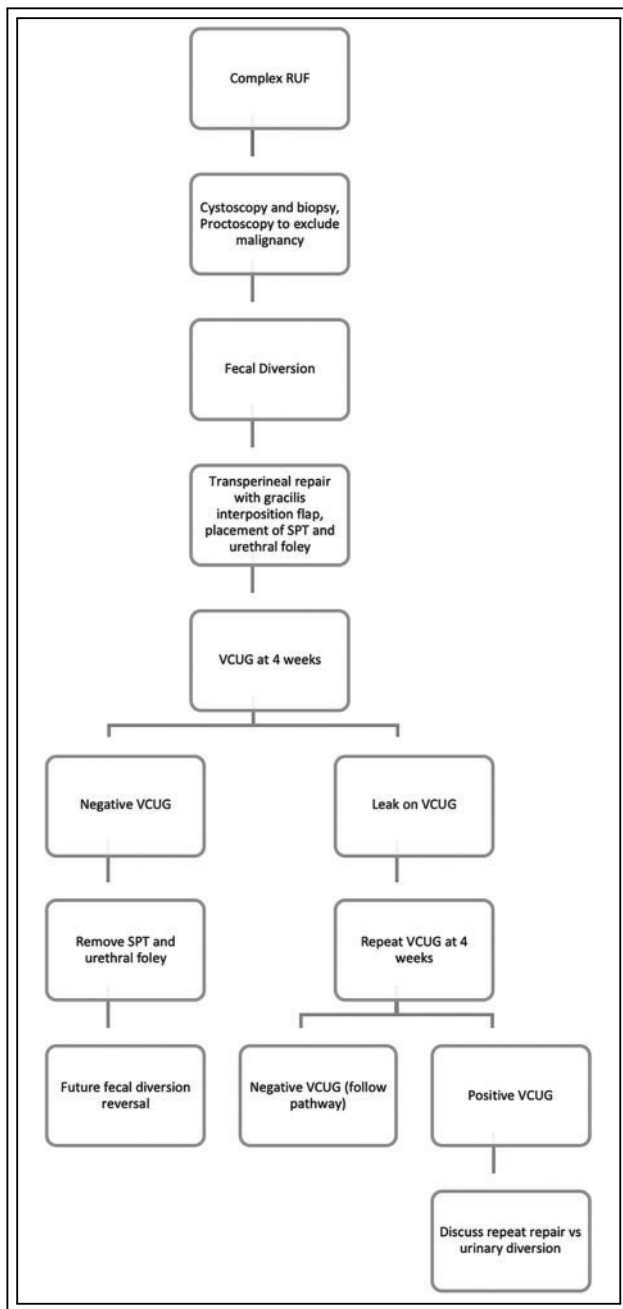 Complex RUF
Cystoscopy and biopsy,
Proctoscopy to exclude
malignancy
Fecal Diversion
Transperineal repair
with gracilis
interposition flap,
placement of SPT and
urethral foley
VCUG at 4 weeks
Negative VCUG
Leak on VCUG
Remove SPT and
urethral foley
Repeat VCUG at 4
weeks
Future fecal diversion
reversal
Negative VCUG (follow
pathway)
Positive VCUG
Discuss repeat repair vs
urinary diversion